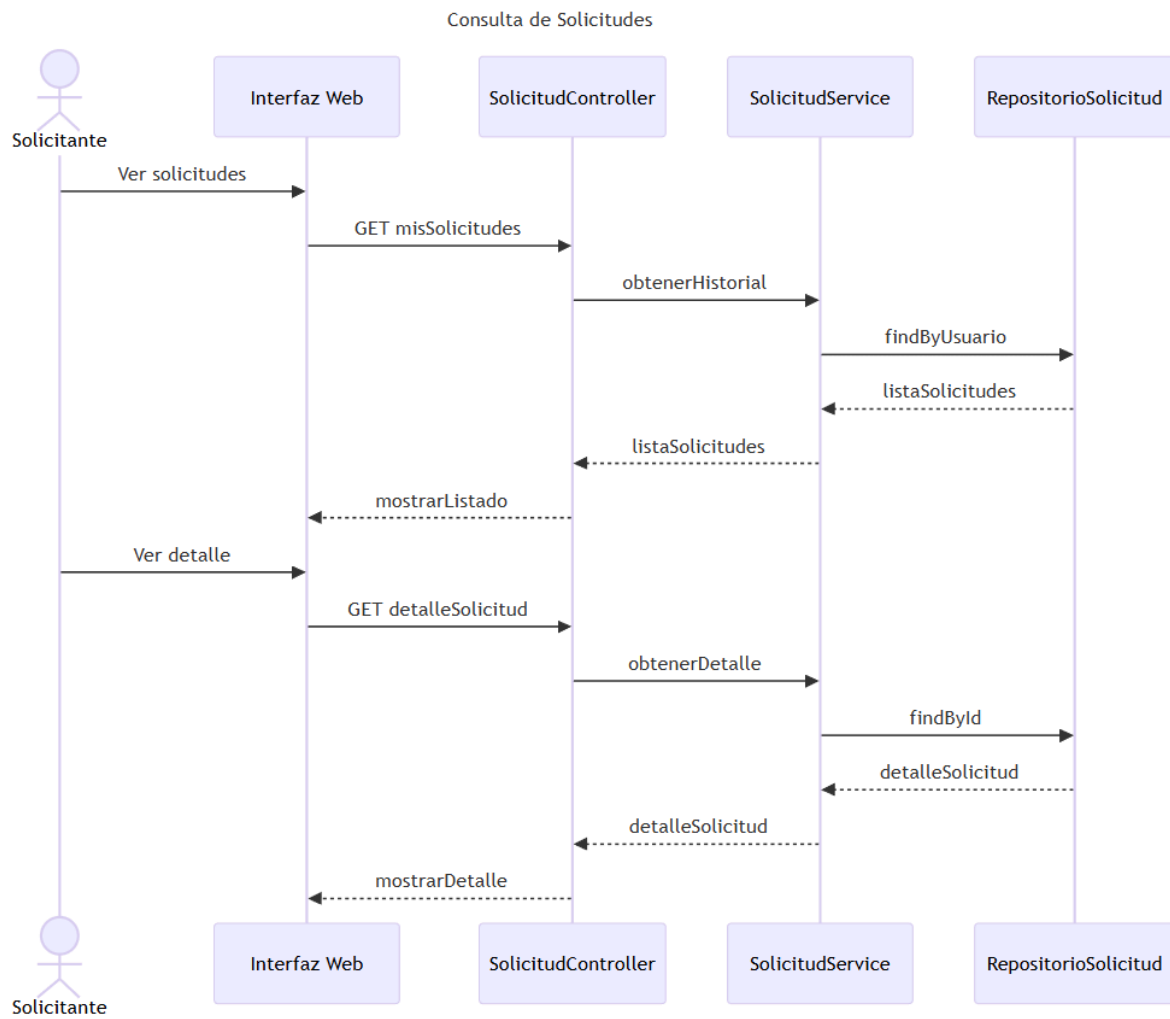 Consulta de Solicitudes
Solicitante
Interfaz Web
SolicitudController
SolicitudService
RepositorioSolicitud
Ver solicitudes
GET misSolicitudes
obtenerHistorial
findByUsuario
listaSolicitudes
listaSolicitudes
mostrarListado
Ver detalle
GET detalleSolicitud
obtenerDetalle
findById
detalleSolicitud
detalleSolicitud
mostrarDetalle
Solicitante
Interfaz Web
SolicitudController
SolicitudService
RepositorioSolicitud